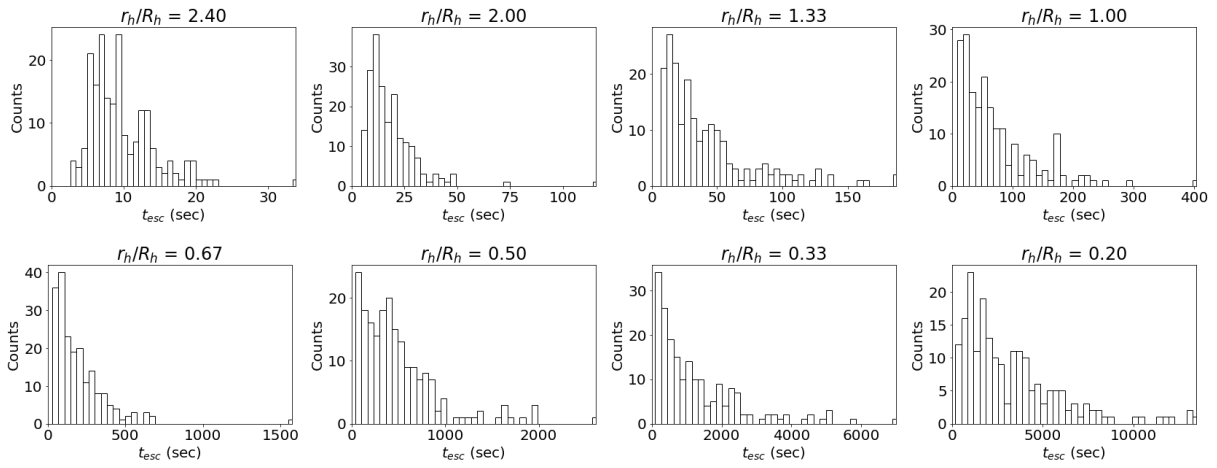 r_h/R_h = 2.40
r_h/R_h = 2.00
r_h/R_h = 1.33
r_h/R_h = 1.00
Counts
20
10
0
0 10 20 30
t_esc (sec)
Counts
30
20
10
0
0 25 50 75 100
t_esc (sec)
Counts
20
10
0
0 50 100 150
t_esc (sec)
Counts
30
20
10
0
0 100 200 300 400
t_esc (sec)
r_h/R_h = 0.67
r_h/R_h = 0.50
r_h/R_h = 0.33
r_h/R_h = 0.20
Counts
40
30
20
10
0
0 500 1000 1500
t_esc (sec)
Counts
20
10
0
0 1000 2000
t_esc (sec)
Counts
30
20
10
0
0 2000 4000 6000
t_esc (sec)
Counts
20
15
10
5
0
0 5000 10000
t_esc (sec)